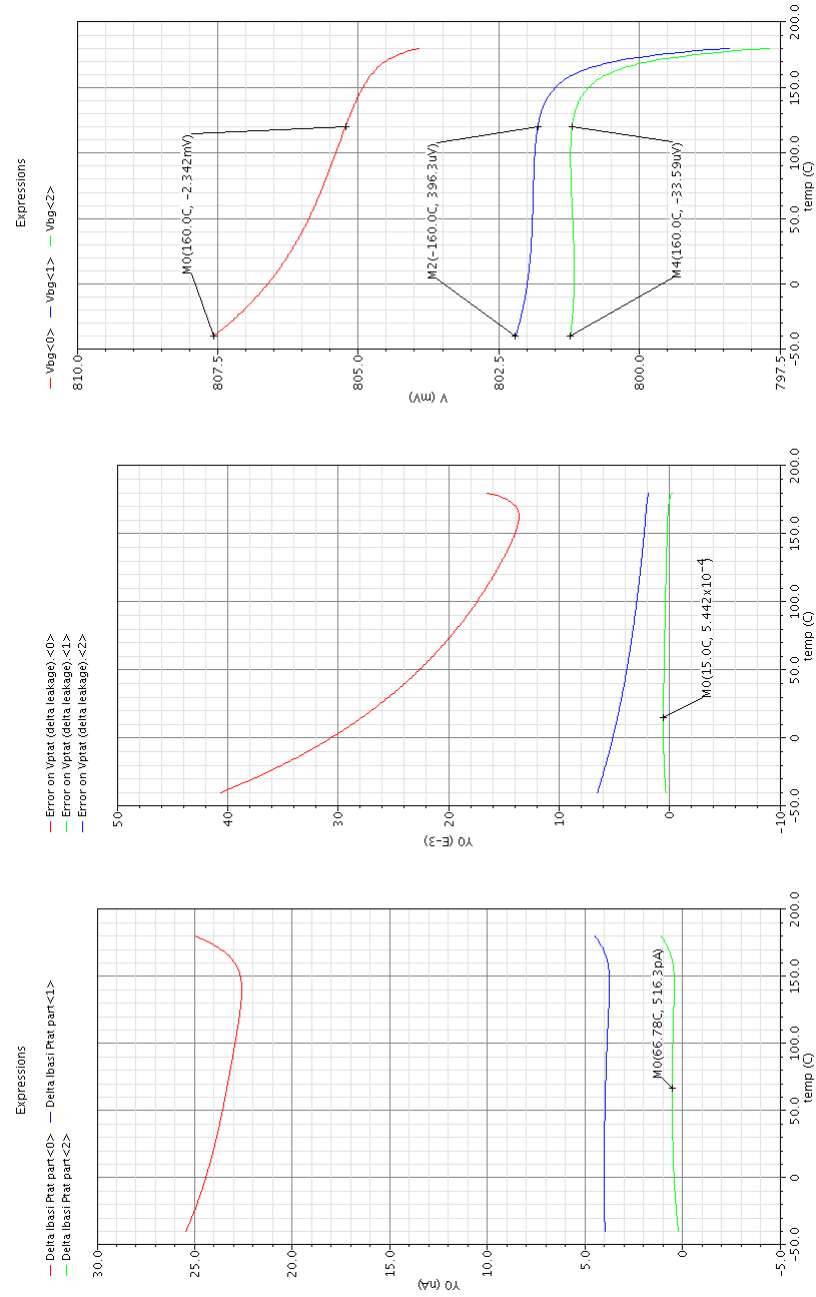 Expressions
Delta Ibasi Ptat part<0> Delta Ibasi Ptat part<1>
Delta Ibasi Ptat part<2>
30.0
25.0
20.0
15.0
10.0
5.0
0
-5.0
Y0 (nA)
M0(66.78C, 516.3pA)
-50.0 0 50.0 100.0 150.0 200.0
temp (C)
Error on Vptat (delta leakage).<0>
Error on Vptat (delta leakage).<1>
Error on Vptat (delta leakage).<2>
50
40
30
20
10
0
-10
Y0 (E-3)
M0(15.0C, 5.442x10⁻⁴)
-50.0 0 50.0 100.0 150.0 200.0
temp (C)
Expressions
Vbg<0> Vbg<1> Vbg<2>
810.0
807.5
805.0
802.5
800.0
797.5
V (mV)
M0(160.0C, -2.342mV)
M2(-160.0C, 396.3uV)
M4(160.0C, -33.59uV)
-50.0 0 50.0 100.0 150.0 200.0
temp (C)